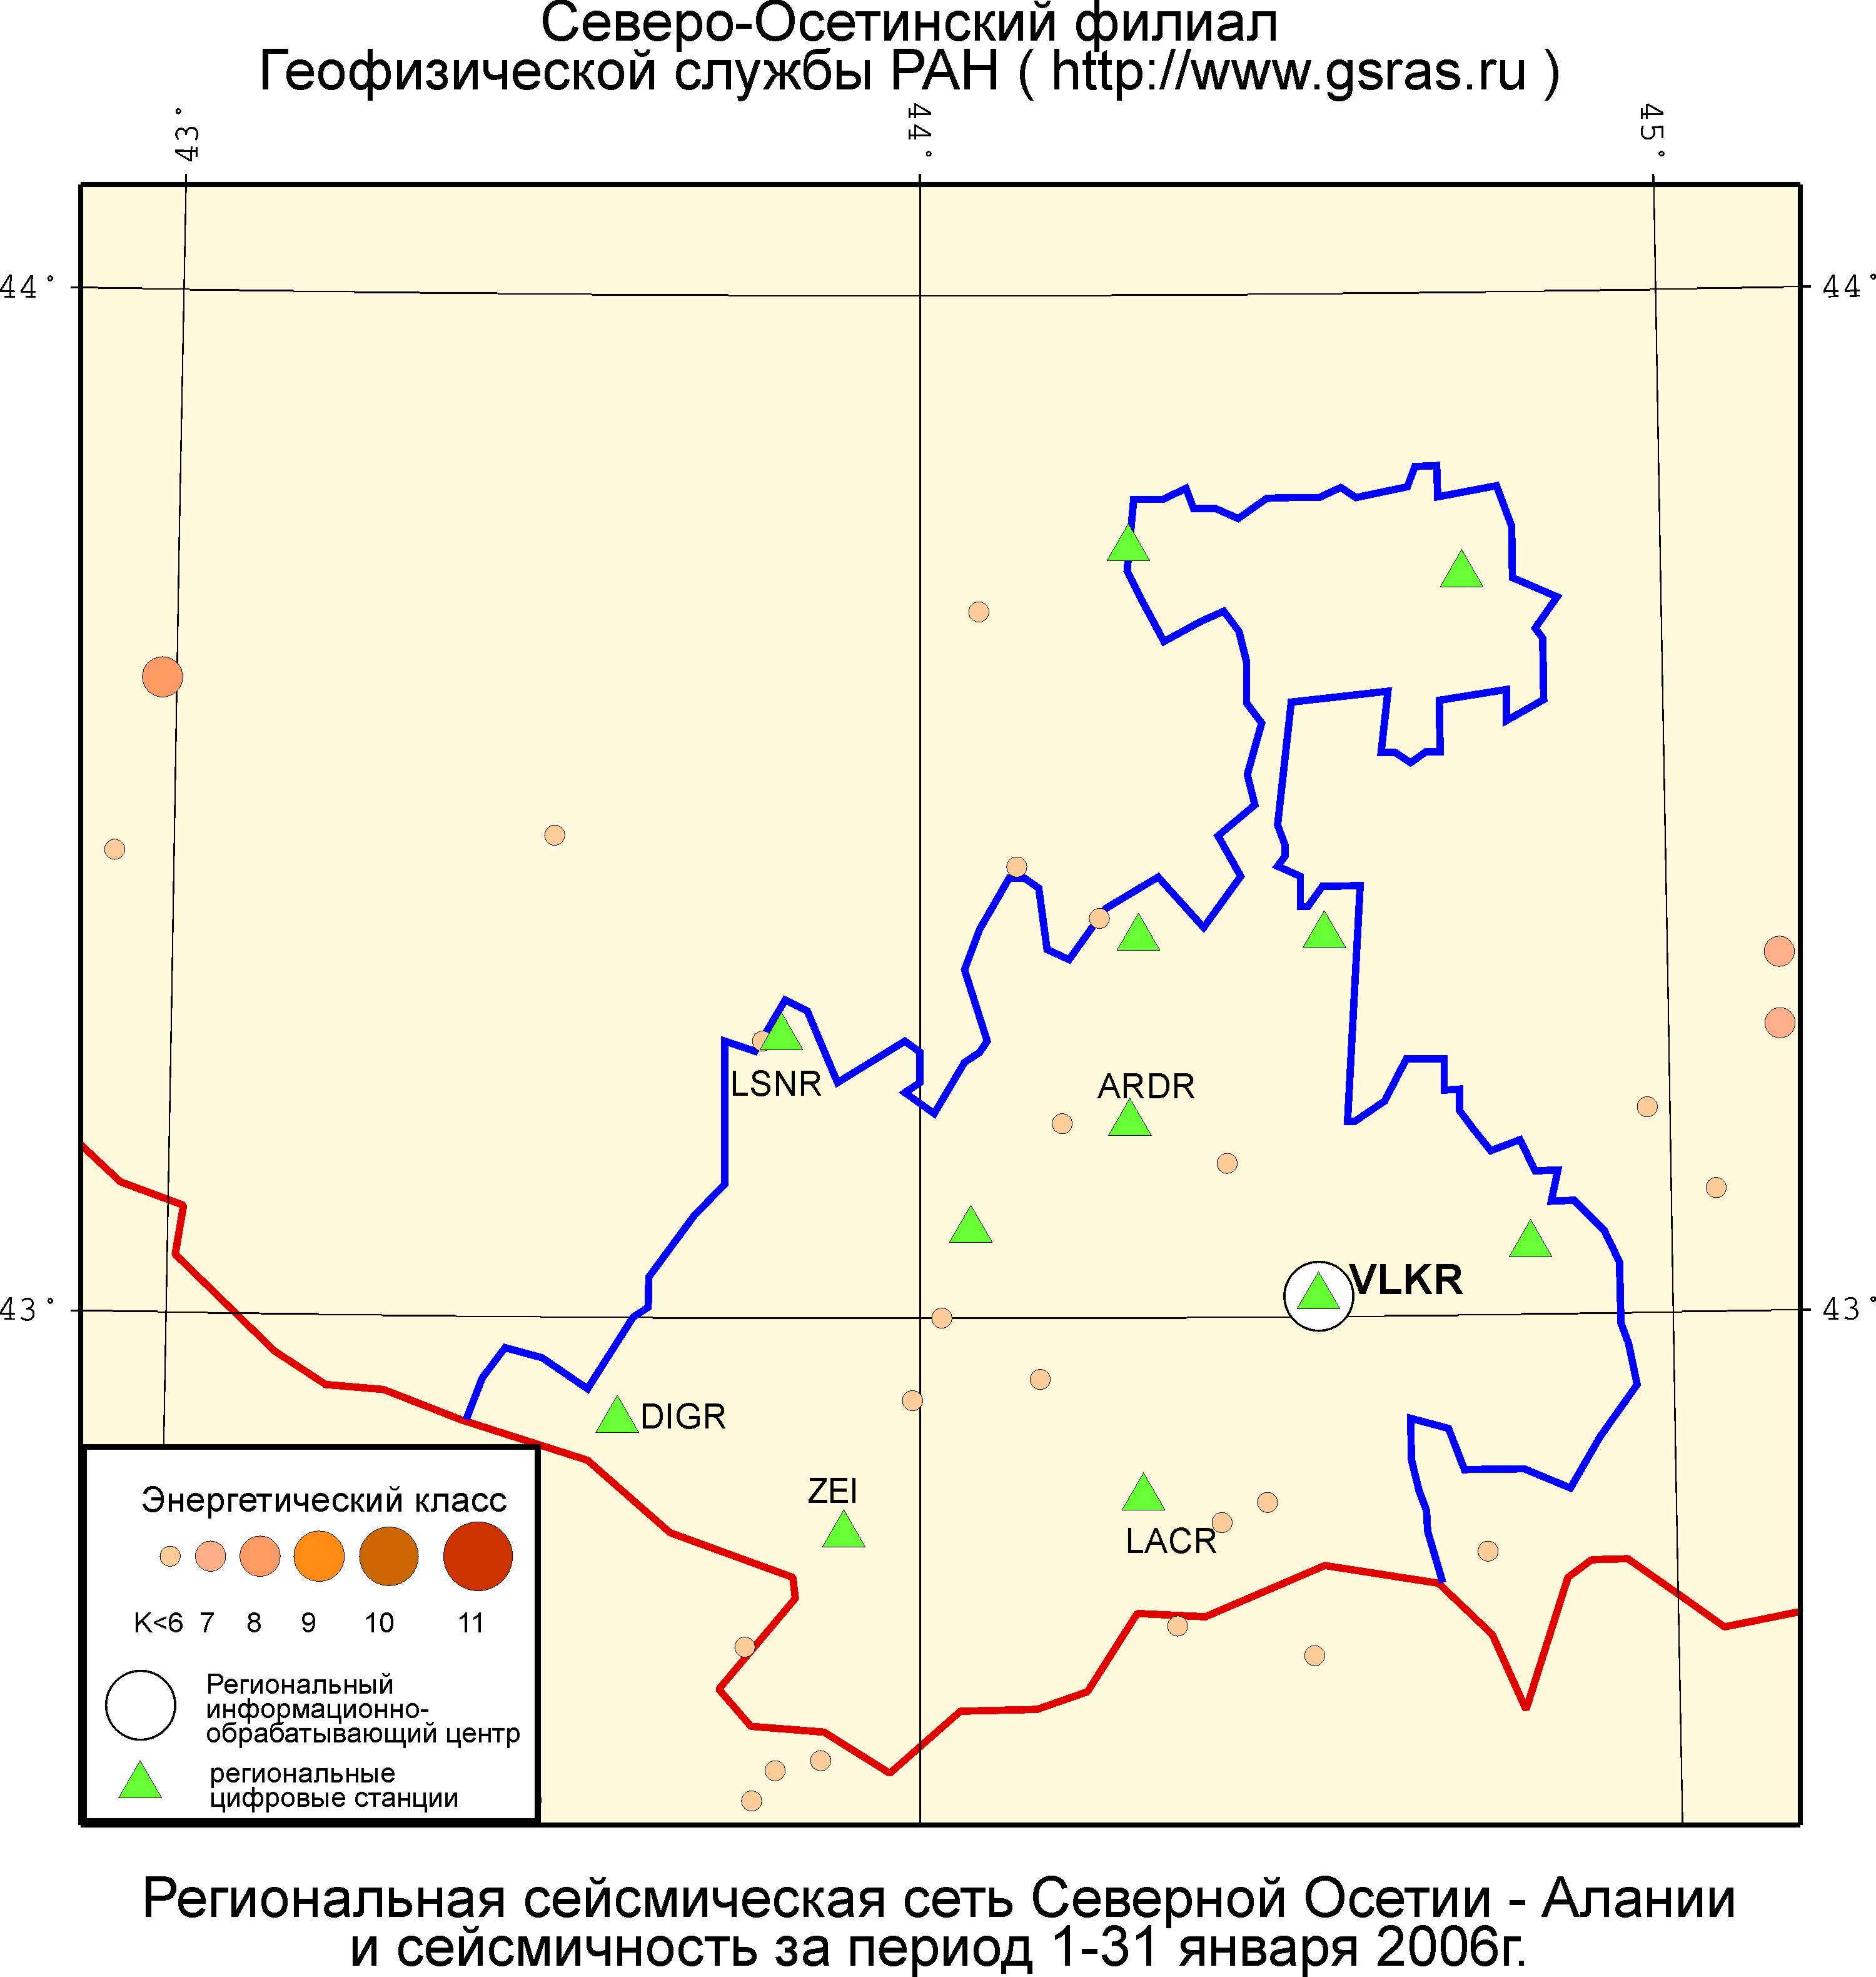 Северо-Осетинский филиал
Геофизической службы РАН ( http://www.gsras.ru )
43°
44°
45°
44°
44°
LSNR
ARDR
VLKR
43°
43°
DIGR
ZEI
LACR
Энергетический класс
K<6 7 8 9 10 11
Региональный
информационно-
обрабатывающий центр
региональные
цифровые станции
Региональная сейсмическая сеть Северной Осетии - Алании
и сейсмичность за период 1-31 января 2006г.